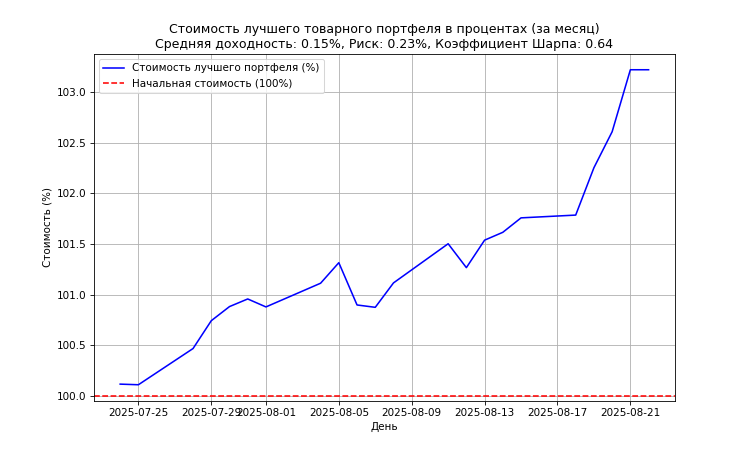 Стоимость лучшего товарного портфеля в процентах (за месяц)
Средняя доходность: 0.15%, Риск: 0.23%, Коэффициент Шарпа: 0.64
Стоимость лучшего портфеля (%)
Начальная стоимость (100%)
Стоимость (%)
103.0
102.5
102.0
101.5
101.0
100.5
100.0
2025-07-25 2025-07-29 2025-08-01 2025-08-05 2025-08-09 2025-08-13 2025-08-17 2025-08-21
День